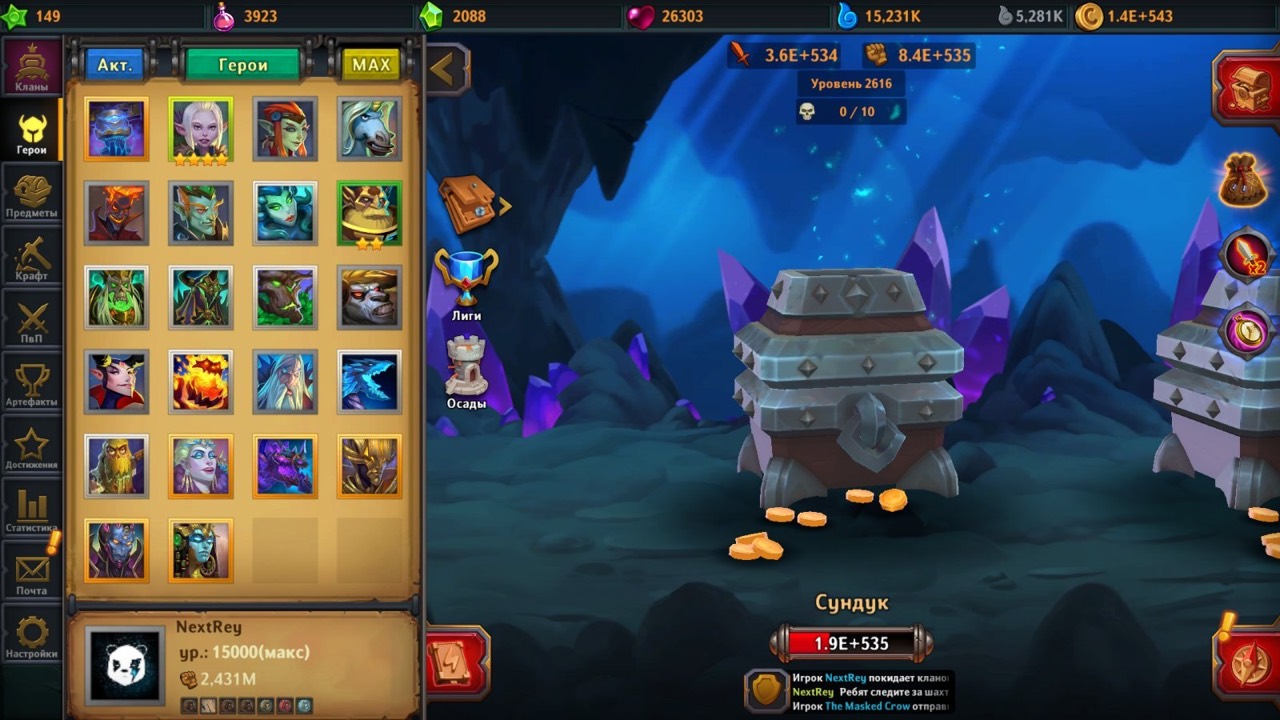 149 3923 2088 26303 15,231K 5,281K 1.4E+543
Кланы
Акт. Герои MAX
3.6E+534 8.4E+535
Уровень 2616
0 / 10
Герои
Предметы
Крафт
ПвП
Артефакты
Достижения
Статистика
Почта
Настройки
Лиги
Осады
x2
Сундук
1.9E+535
NextRey
ур.: 15000(макс)
2,431M
Игрок NextRey покидает клано
NextRey Ребят следите за шахт
Игрок The Masked Crow отправ